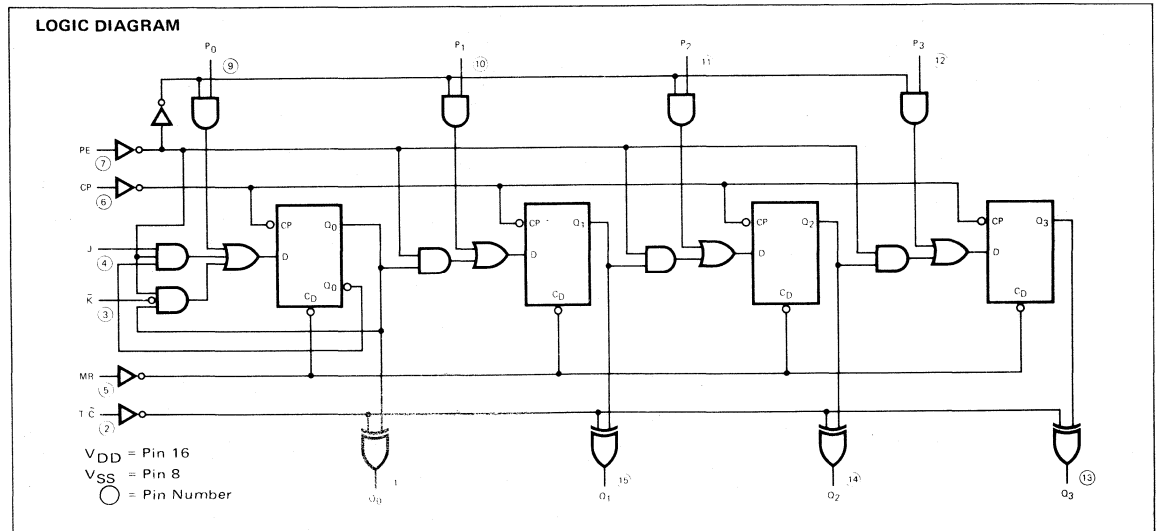 LOGIC DIAGRAM
P0 9
P1 10
P2 11
P3 12
PE
7
CP
6
CP Q0
CP Q1
CP Q2
CP Q3
J
4
D
D
D
D
Q0
K̄
3
CD
CD
CD
CD
MR
5
T/C̄
2
VDD = Pin 16
VSS = Pin 8
◯ = Pin Number
1
Q0
15
Q1
14
Q2
13
Q3